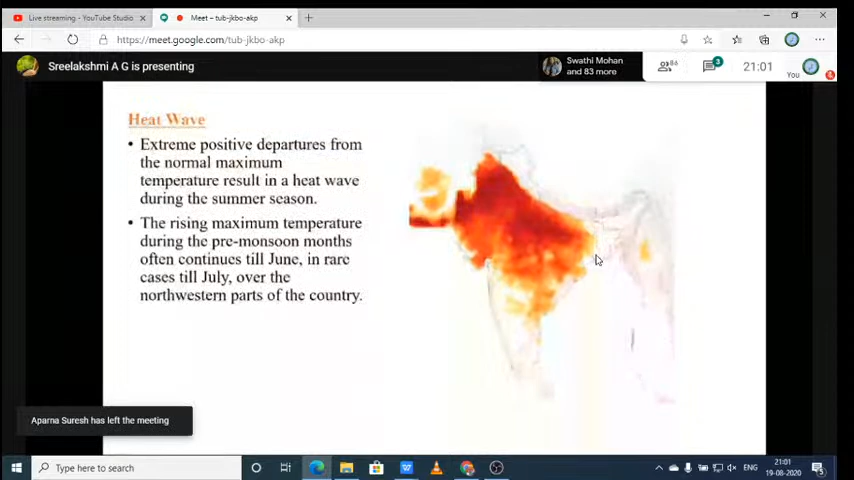 Live streaming - YouTube Studio
Meet – tub-jkbo-akp
https://meet.google.com/tub-jkbo-akp
Sreelakshmi A G is presenting
Swathi Mohan
and 83 more
86
3
21:01
You
Heat Wave
• Extreme positive departures from
the normal maximum
temperature result in a heat wave
during the summer season.
• The rising maximum temperature
during the pre-monsoon months
often continues till June, in rare
cases till July, over the
northwestern parts of the country.
Aparna Suresh has left the meeting
Type here to search
ENG
21:01
19-08-2020